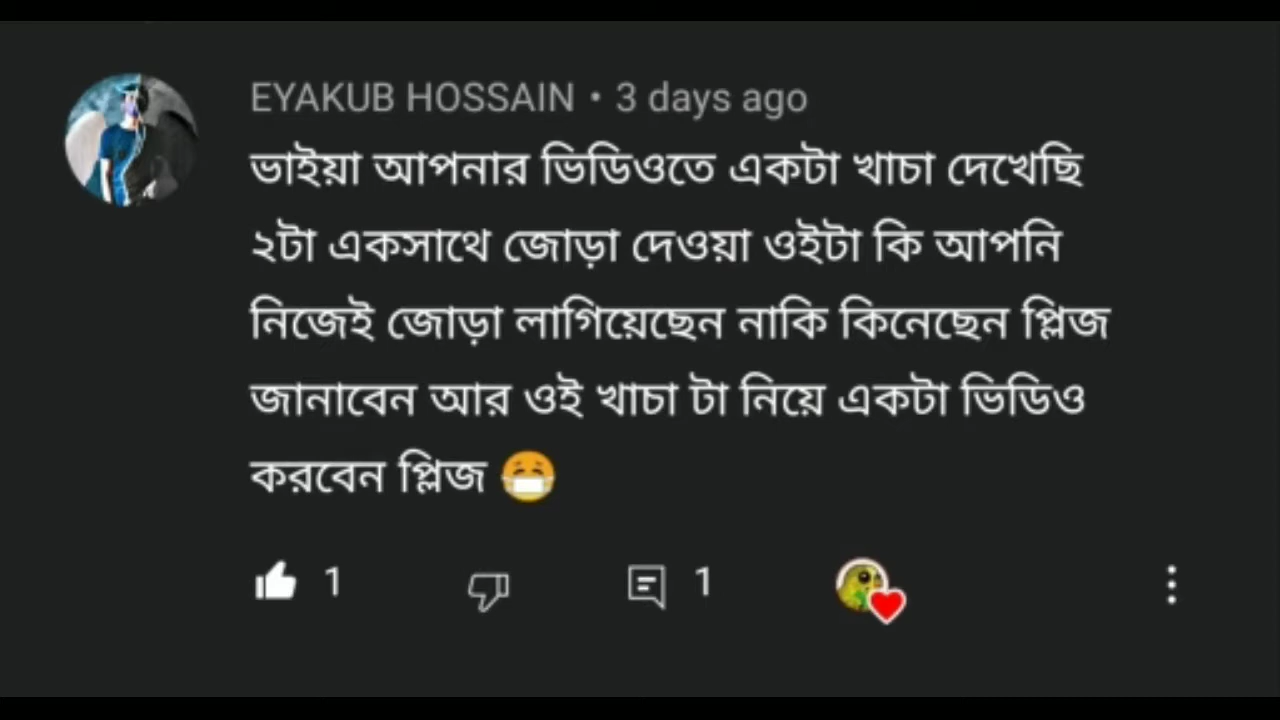 EYAKUB HOSSAIN • 3 days ago
ভাইয়া আপনার ভিডিওতে একটা খাচা দেখেছি
২টা একসাথে জোড়া দেওয়া ওইটা কি আপনি
নিজেই জোড়া লাগিয়েছেন নাকি কিনেছেন প্লিজ
জানাবেন আর ওই খাচা টা নিয়ে একটা ভিডিও
করবেন প্লিজ 😷
1 1